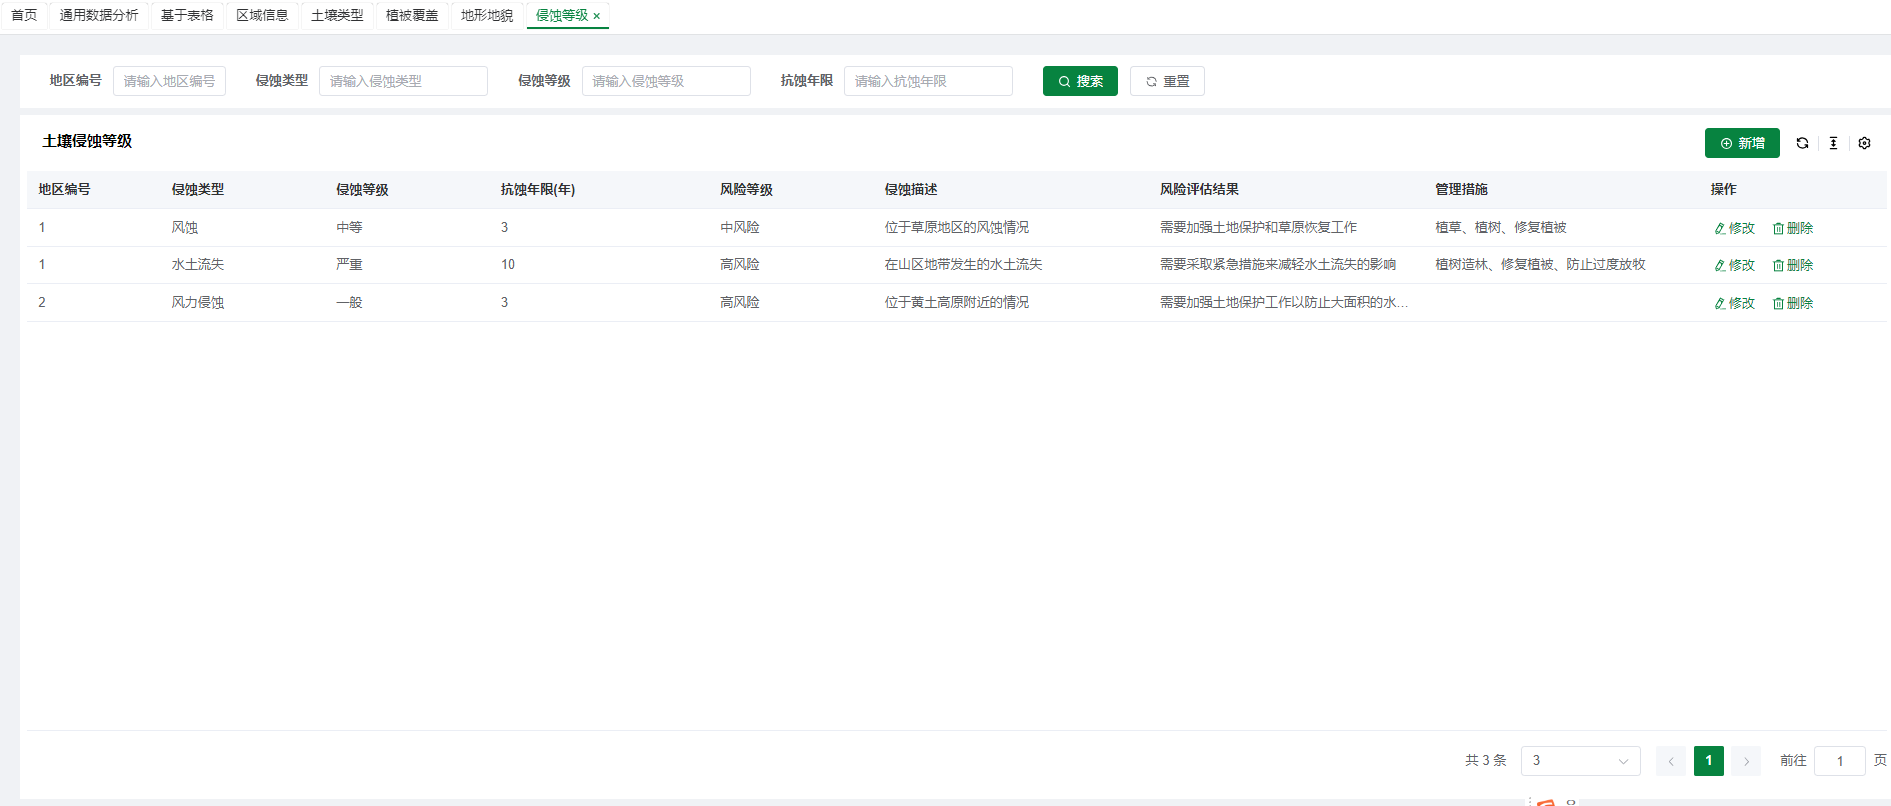 首页 通用数据分析 基于表格 区域信息 土壤类型 植被覆盖 地形地貌 侵蚀等级 ×
地区编号 请输入地区编号 侵蚀类型 请输入侵蚀类型 侵蚀等级 请输入侵蚀等级 抗蚀年限 请输入抗蚀年限 搜索 重置
土壤侵蚀等级 新增
地区编号 侵蚀类型 侵蚀等级 抗蚀年限(年) 风险等级 侵蚀描述 风险评估结果 管理措施 操作
1 风蚀 中等 3 中风险 位于草原地区的风蚀情况 需要加强土地保护和草原恢复工作 植草、植树、修复植被 修改 删除
1 水土流失 严重 10 高风险 在山区地带发生的水土流失 需要采取紧急措施来减轻水土流失的影响 植树造林、修复植被、防止过度放牧 修改 删除
2 风力侵蚀 一般 3 高风险 位于黄土高原附近的情况 需要加强土地保护工作以防止大面积的水… 修改 删除
共 3 条 3 1 前往 1 页